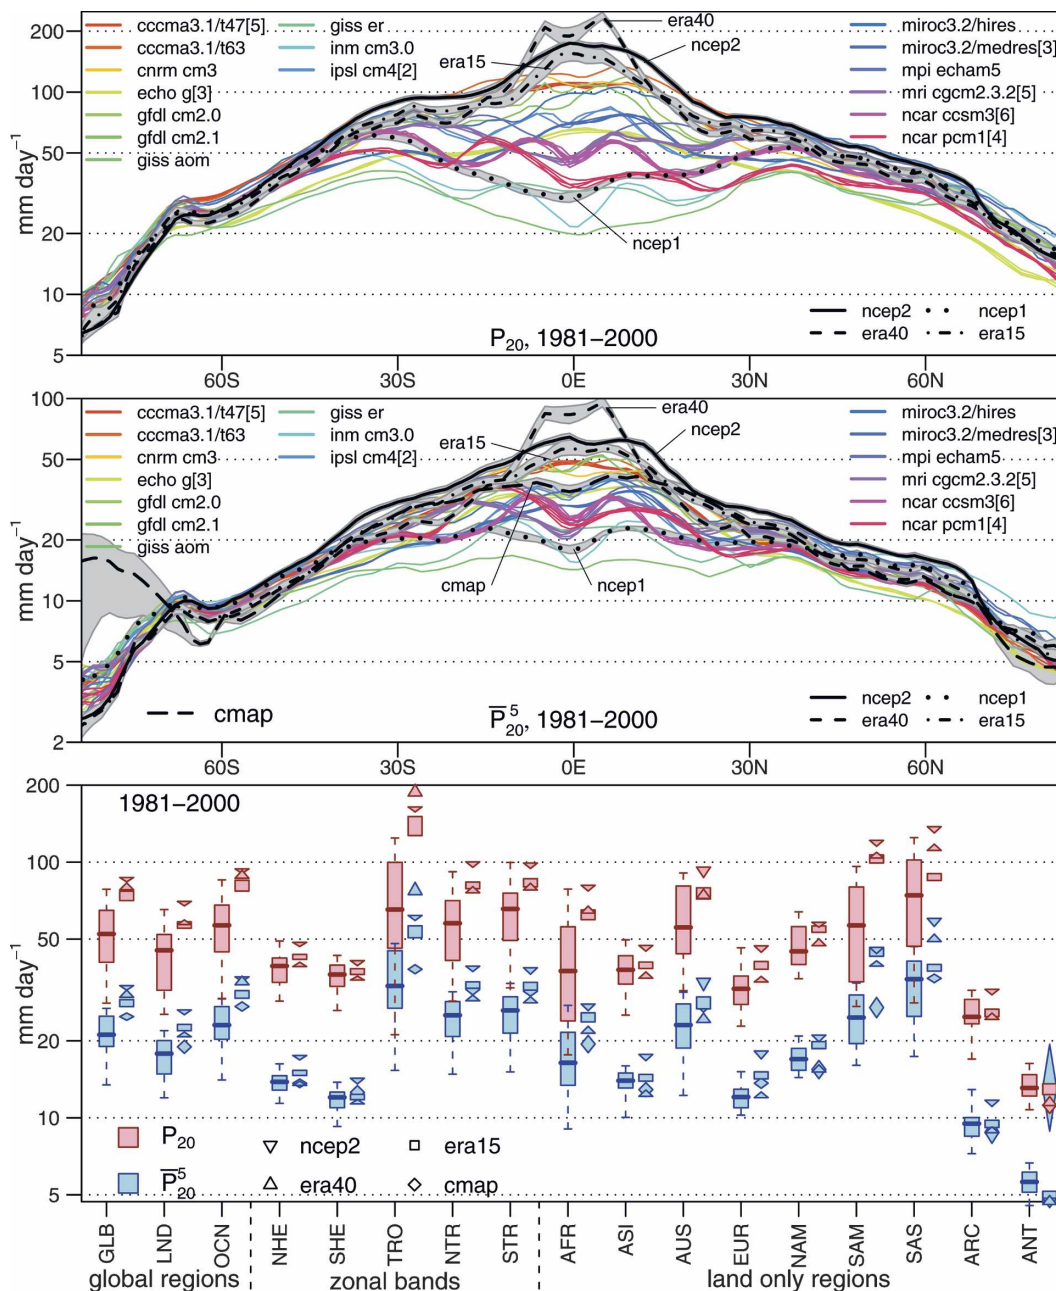 200
100
50
20
10
5
mm day⁻¹
cccma3.1/t47[5]
cccma3.1/t63
cnrm cm3
echo g[3]
gfdl cm2.0
gfdl cm2.1
giss aom
giss er
inm cm3.0
ipsl cm4[2]
miroc3.2/hires
miroc3.2/medres[3]
mpi echam5
mri cgcm2.3.2[5]
ncar ccsm3[6]
ncar pcm1[4]
era40
ncep2
era15
ncep1
ncep2 ncep1
era40 era15
P₂₀, 1981−2000
60S 30S 0E 30N 60N
100
50
20
10
5
2
mm day⁻¹
cccma3.1/t47[5]
cccma3.1/t63
cnrm cm3
echo g[3]
gfdl cm2.0
gfdl cm2.1
giss aom
giss er
inm cm3.0
ipsl cm4[2]
miroc3.2/hires
miroc3.2/medres[3]
mpi echam5
mri cgcm2.3.2[5]
ncar ccsm3[6]
ncar pcm1[4]
era40
ncep2
era15
cmap
ncep1
cmap
ncep2 ncep1
era40 era15
P̅₂₀⁵, 1981−2000
60S 30S 0E 30N 60N
200
100
50
20
10
5
mm day⁻¹
1981−2000
P₂₀
P̅₂₀⁵
ncep2 era15
era40 cmap
GLB LND OCN NHE SHE TRO NTR STR AFR ASI AUS EUR NAM SAM SAS ARC ANT
global regions zonal bands land only regions